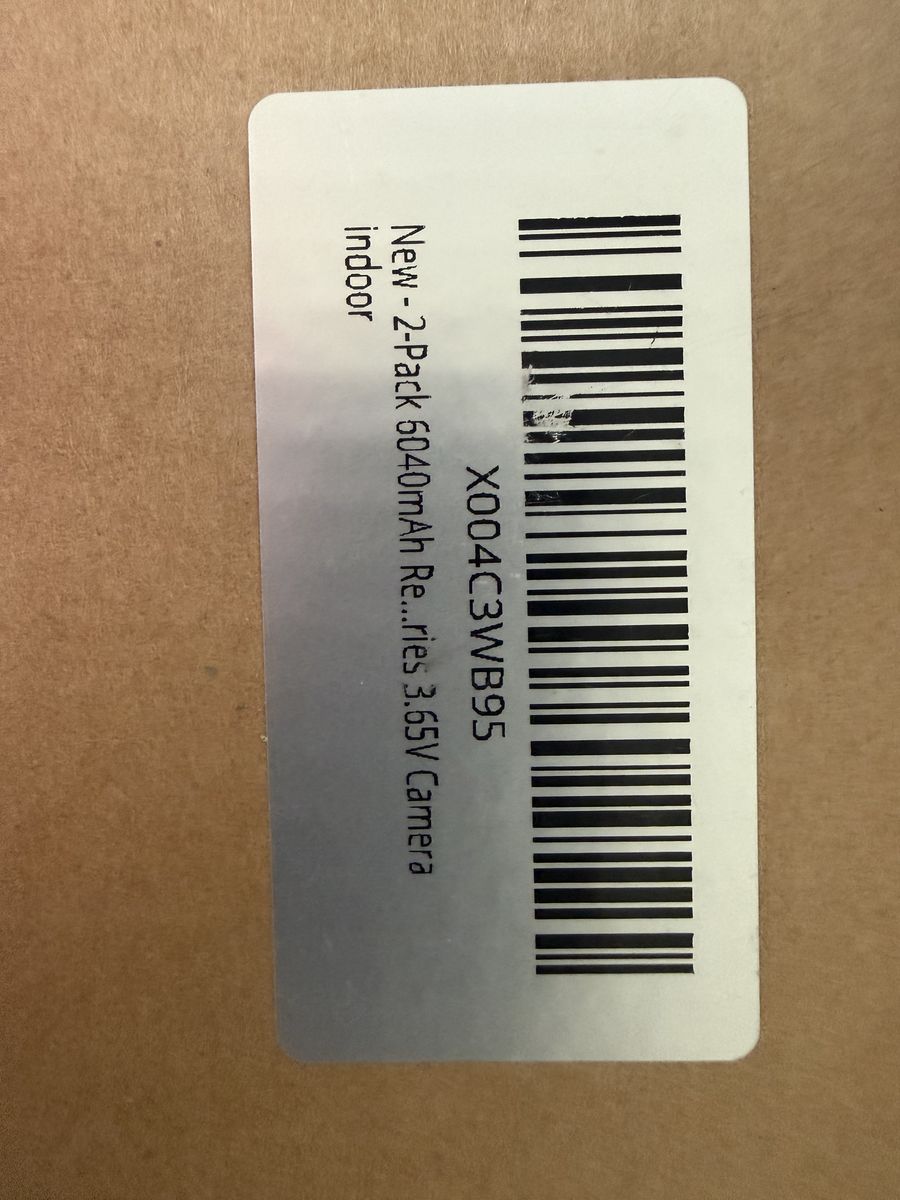 X004C3WB95
New - 2-Pack 6040mAh Re...ries 3.65V Camera
indoor